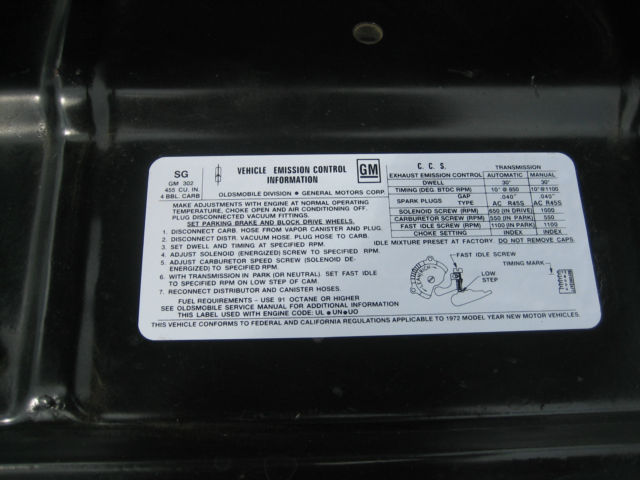 SG
GM 302
455 CU. IN.
4 BBL. CARB
VEHICLE EMISSION CONTROL
INFORMATION
GM
OLDSMOBILE DIVISION • GENERAL MOTORS CORP.
MAKE ADJUSTMENTS WITH ENGINE AT NORMAL OPERATING
TEMPERATURE, CHOKE OPEN AND AIR CONDITIONING OFF.
PLUG DISCONNECTED VACUUM FITTINGS.
SET PARKING BRAKE AND BLOCK DRIVE WHEELS.
1. DISCONNECT CARB. HOSE FROM VAPOR CANISTER AND PLUG.
2. DISCONNECT DISTR. VACUUM HOSE. PLUG HOSE TO CARB.
3. SET DWELL AND TIMING AT SPECIFIED RPM.
4. ADJUST SOLENOID (ENERGIZED) SCREW TO SPECIFIED RPM.
5. ADJUST CARBURETOR SPEED SCREW (SOLENOID DE-
ENERGIZED) TO SPECIFIED RPM.
6. WITH TRANSMISSION IN PARK (OR NEUTRAL). SET FAST IDLE
TO SPECIFIED RPM ON LOW STEP OF CAM.
7. RECONNECT DISTRIBUTOR AND CANISTER HOSES.
FUEL REQUIREMENTS - USE 91 OCTANE OR HIGHER
SEE OLDSMOBILE SERVICE MANUAL FOR ADDITIONAL INFORMATION
THIS LABEL USED WITH ENGINE CODE: UL • UN • UO
C. C. S. TRANSMISSION
EXHAUST EMISSION CONTROL AUTOMATIC MANUAL
DWELL 30° 30°
TIMING (DEG. BTDC RPM) 10° @ 850 10° @ 1100
SPARK PLUGS GAP .040" .040"
TYPE AC R45S AC R45S
SOLENOID SCREW (RPM) 650 (IN DRIVE) 1000
CARBURETOR SCREW (RPM) 550 (IN PARK) 550
FAST IDLE SCREW (RPM) 1100 (IN PARK) 1100
CHOKE SETTING INDEX INDEX
IDLE MIXTURE PRESET AT FACTORY. DO NOT REMOVE CAPS.
FAST IDLE SCREW
LOW
STEP
TIMING MARK
THIS VEHICLE CONFORMS TO FEDERAL AND CALIFORNIA REGULATIONS APPLICABLE TO 1972 MODEL YEAR NEW MOTOR VEHICLES.